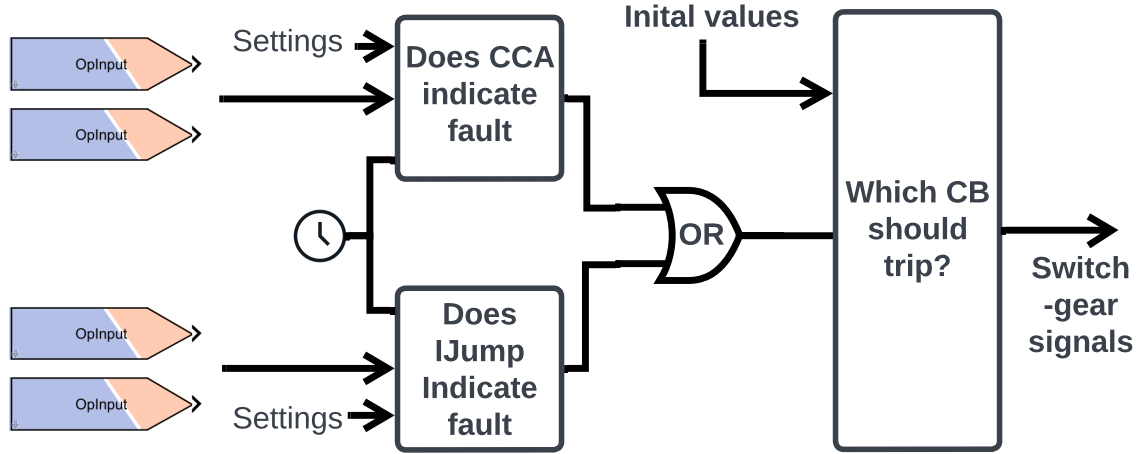 Inital values
Settings
OpInput
OpInput
Does CCA
indicate
fault
Which CB
should
trip?
OR
Switch
-gear
signals
Does
IJump
Indicate
fault
OpInput
OpInput
Settings